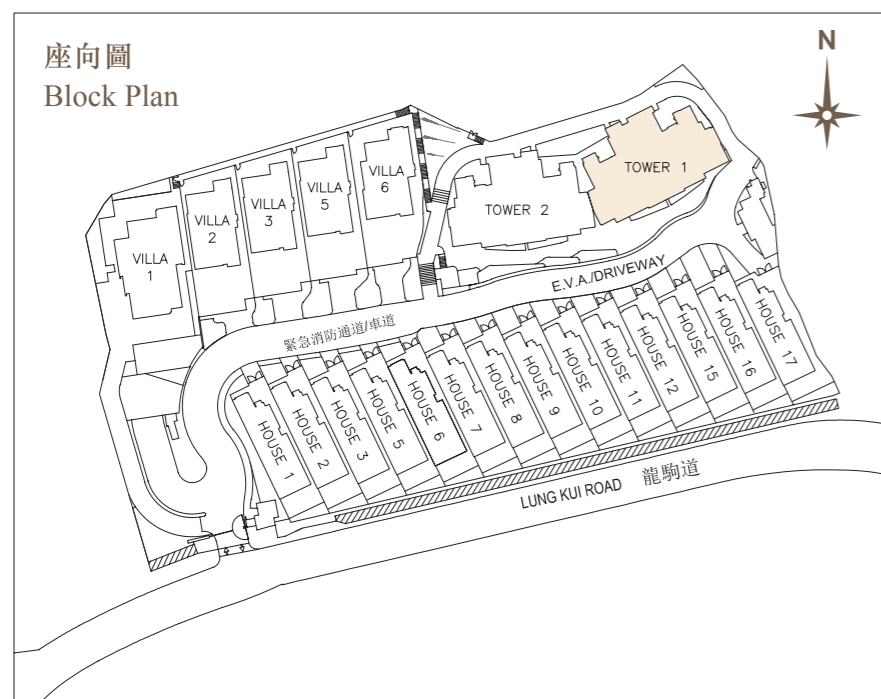 座向圖
Block Plan
N
VILLA
1
VILLA
2
VILLA
3
VILLA
5
VILLA
6
TOWER 2
TOWER 1
E.V.A./DRIVEWAY
緊急消防通道/車道
HOUSE 1
HOUSE 2
HOUSE 3
HOUSE 5
HOUSE 6
HOUSE 7
HOUSE 8
HOUSE 9
HOUSE 10
HOUSE 11
HOUSE 12
HOUSE 15
HOUSE 16
HOUSE 17
LUNG KUI ROAD 龍駒道